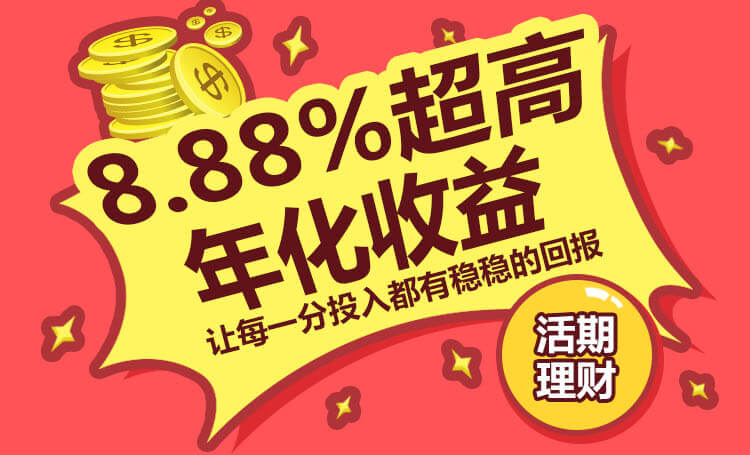 8.88%超高
年化收益
让每一分投入都有稳稳的回报
活期
理财